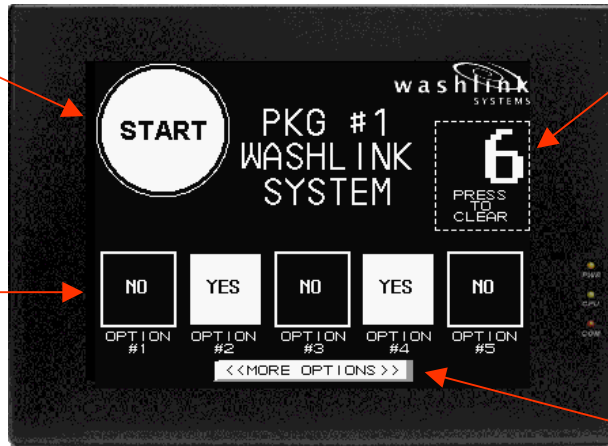 washlink
SYSTEMS
START
PKG #1
WASHLINK
SYSTEM
6
PRESS
TO
CLEAR
NO
YES
NO
YES
NO
OPTION
#1
OPTION
#2
OPTION
#3
OPTION
#4
OPTION
#5
<<MORE OPTIONS>>
PWR
CPU
COM